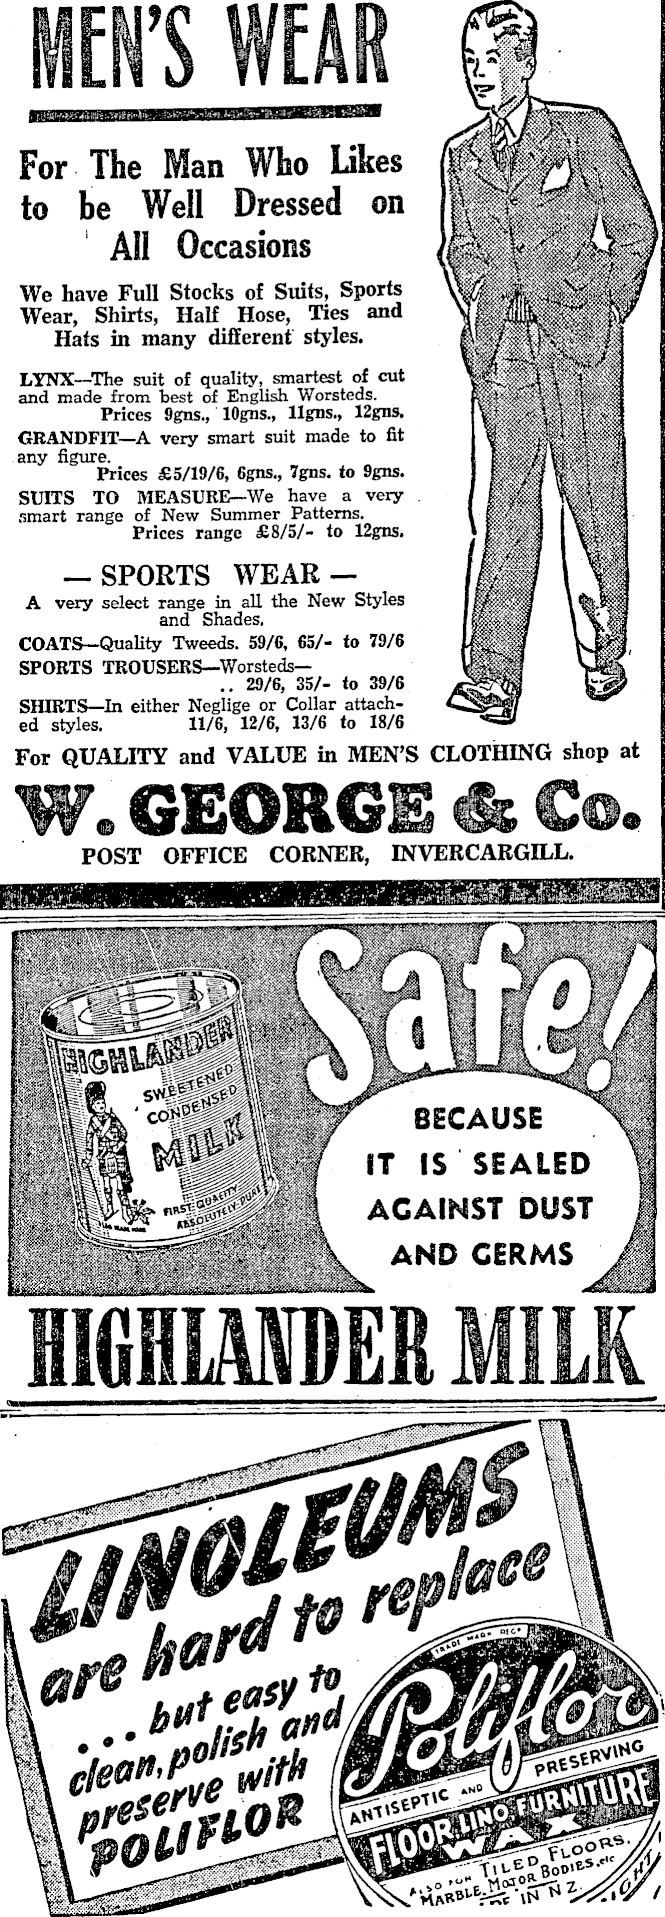 MEN'S WEAR
For The Man Who Likes
to be Well Dressed on
All Occasions
We have Full Stocks of Suits, Sports
Wear, Shirts, Half Hose, Ties and
Hats in many different styles.
LYNX—The suit of quality, smartest of cut
and made from best of English Worsteds.
Prices 9gns., 10gns., 11gns., 12gns.
GRANDFIT—A very smart suit made to fit
any figure.
Prices £5/19/6, 6gns., 7gns. to 9gns.
SUITS TO MEASURE—We have a very
smart range of New Summer Patterns.
Prices range £8/5/- to 12gns.
— SPORTS WEAR —
A very select range in all the New Styles
and Shades.
COATS—Quality Tweeds. 59/6, 65/- to 79/6
SPORTS TROUSERS—Worsteds—
.. 29/6, 35/- to 39/6
SHIRTS—In either Neglige or Collar attach-
ed styles. 11/6, 12/6, 13/6 to 18/6
For QUALITY and VALUE in MEN'S CLOTHING shop at
W. GEORGE & Co.
POST OFFICE CORNER, INVERCARGILL.
Safe!
HIGHLANDER
SWEETENED
CONDENSED
MILK
FIRST QUALITY
ABSOLUTELY PURE
TRADE MARK
BECAUSE
IT IS SEALED
AGAINST DUST
AND GERMS
HIGHLANDER MILK
LINOLEUMS
are hard to replace
... but easy to
clean, polish and
preserve with
POLIFLOR
TRADE MARK REG?
Poliflor
ANTISEPTIC AND PRESERVING
FLOOR, LINO, FURNITURE
WAX
ALSO FOR TILED FLOORS,
MARBLE, MOTOR BODIES, etc
IN N.Z.